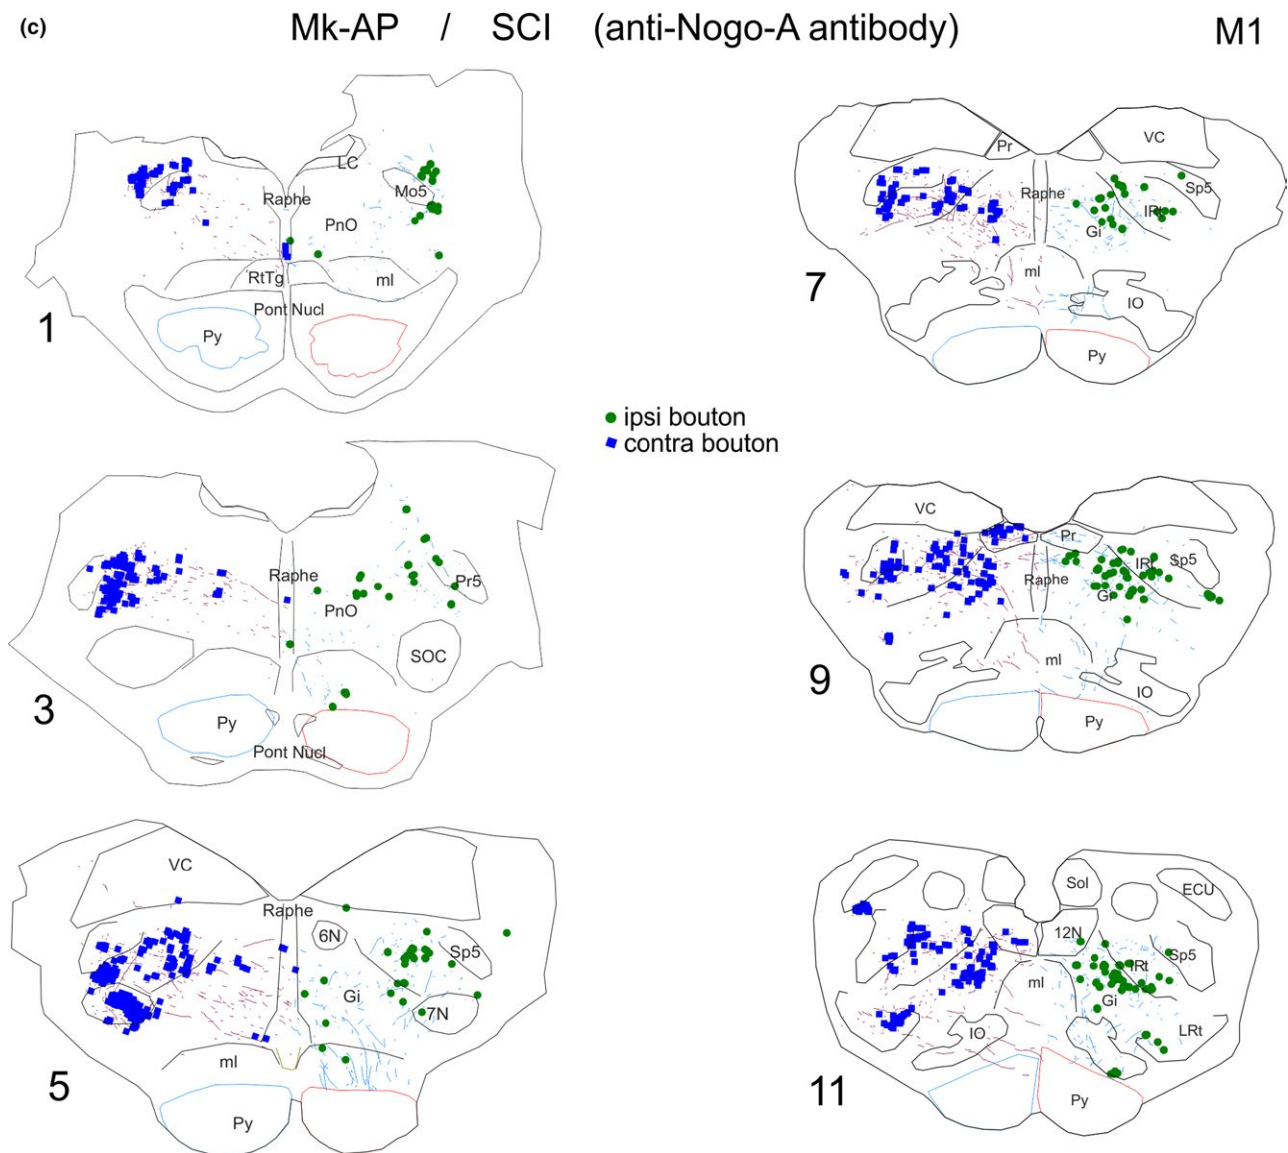 (c) Mk-AP / SCI (anti-Nogo-A antibody) M1
LC
Mo5
Raphe
PnO
RtTg
ml
Pont Nucl
Py
1
Raphe
Pr5
PnO
SOC
3
Py
Pont Nucl
VC
Raphe
6N
Sp5
Gi
7N
ml
5
Py
ipsi bouton
contra bouton
VC
Pr
Sp5
Raphe
IRt
Gi
7
ml
IO
Py
VC
Pr
IRt
Sp5
Raphe
Gi
9
ml
IO
Py
Sol
ECU
12N
Sp5
IRt
ml
Gi
IO
LRt
11
Py